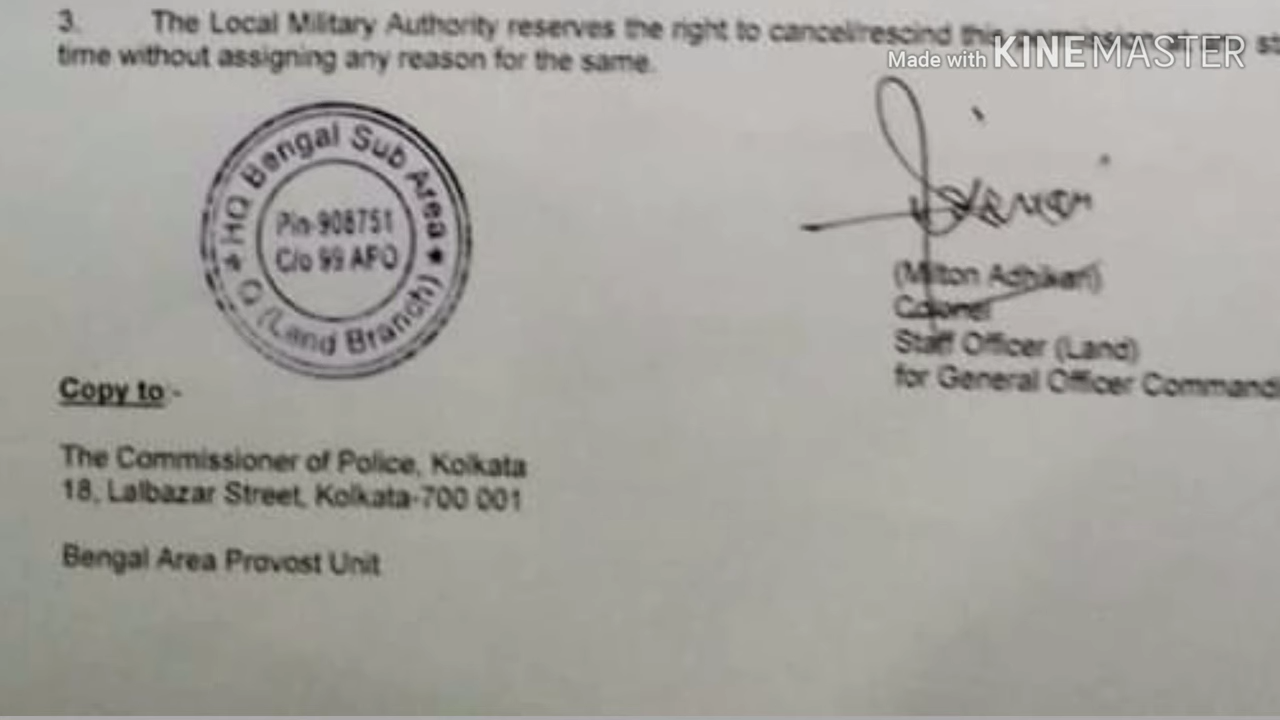 3. The Local Military Authority reserves the right to cancel/rescind this
time without assigning any reason for the same.
Made with KINEMASTER
HQ Bengal Sub Area
Pin-908751
C/o 99 APO
★ Q (Land Branch) ★
(Milton Adhikari)
Colonel
Staff Officer (Land)
for General Officer Commandi
Copy to:-
The Commissioner of Police, Kolkata
18, Lalbazar Street, Kolkata-700 001
Bengal Area Provost Unit